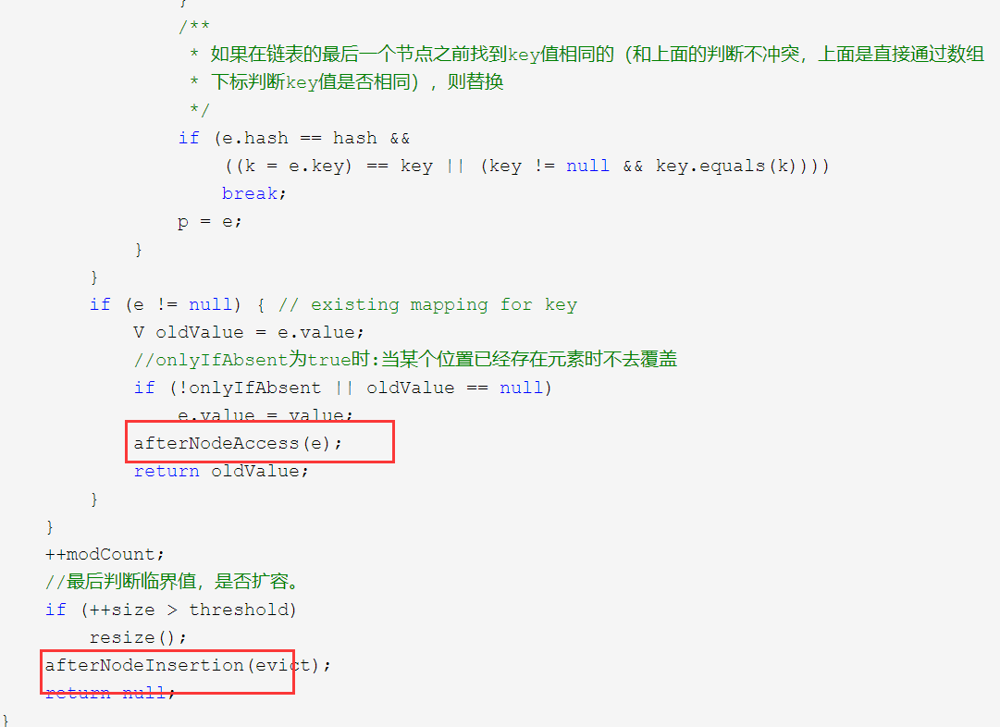 }
/**
 * 如果在链表的最后一个节点之前找到key值相同的（和上面的判断不冲突，上面是直接通过数组
 * 下标判断key值是否相同），则替换
 */
if (e.hash == hash &&
    ((k = e.key) == key || (key != null && key.equals(k))))
    break;
p = e;
}
}
if (e != null) { // existing mapping for key
V oldValue = e.value;
//onlyIfAbsent为true时:当某个位置已经存在元素时不去覆盖
if (!onlyIfAbsent || oldValue == null)
e.value = value;
afterNodeAccess(e);
return oldValue;
}
}
++modCount;
//最后判断临界值，是否扩容。
if (++size > threshold)
resize();
afterNodeInsertion(evict);
return null;
}